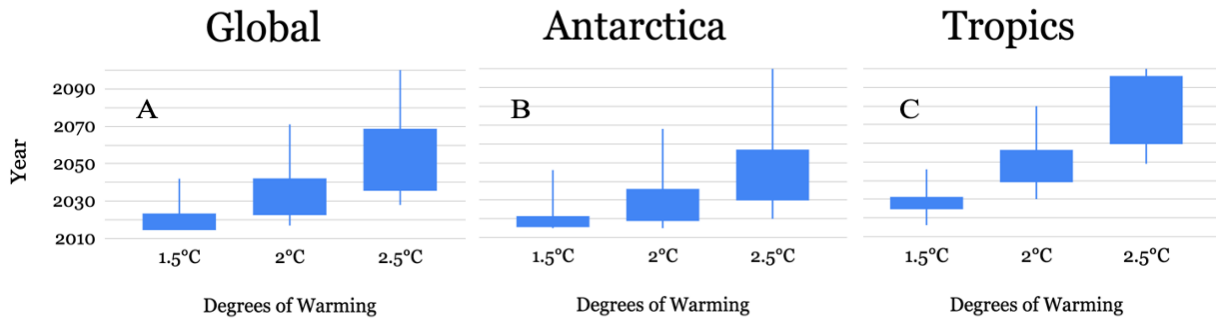 Global Antarctica Tropics
A B C
2090
2070
2050
2030
2010
Year
1.5°C 2°C 2.5°C 1.5°C 2°C 2.5°C 1.5°C 2°C 2.5°C
Degrees of Warming Degrees of Warming Degrees of Warming